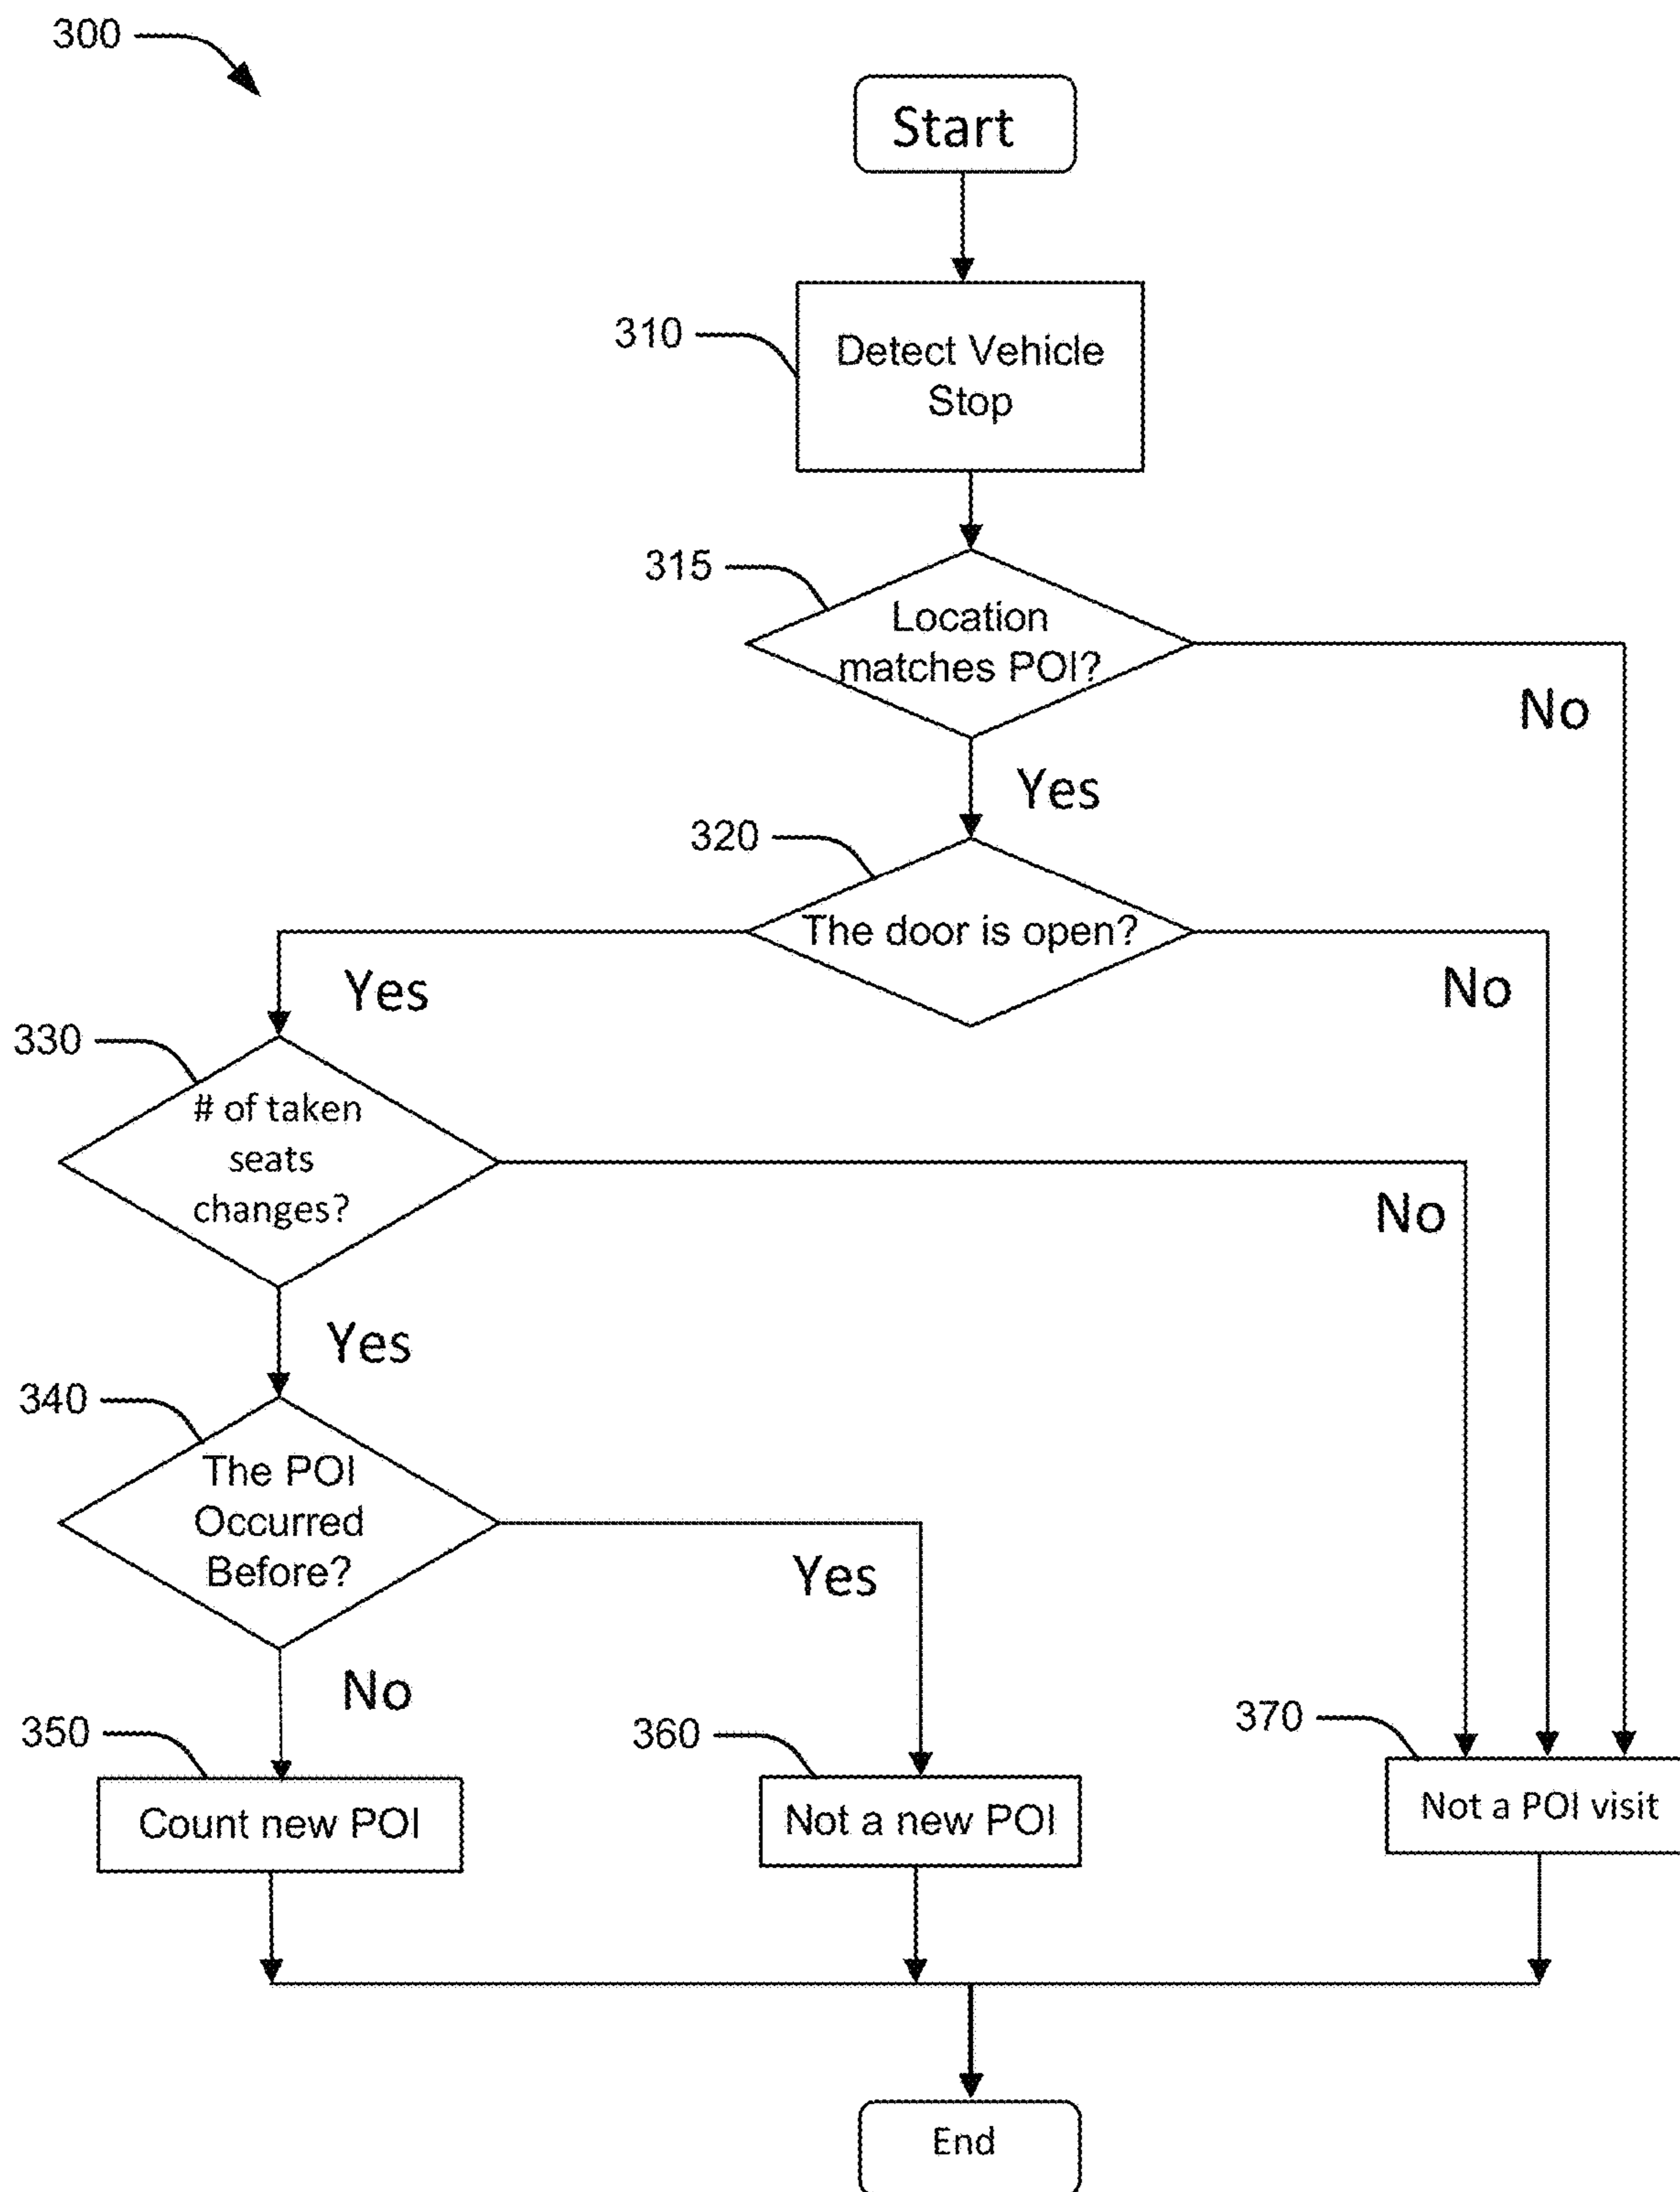 300
Start
310
Detect Vehicle
Stop
315
Location
matches POI?
No
Yes
320
The door is open?
Yes
No
330
# of taken
seats
changes?
No
Yes
340
The POI
Occurred
Before?
Yes
No
350
360
370
Count new POI
Not a new POI
Not a POI visit
End